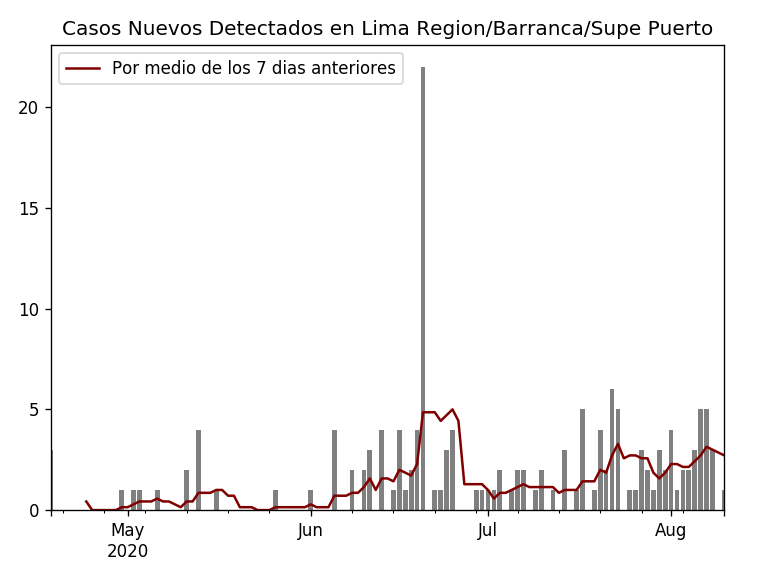 Casos Nuevos Detectados en Lima Region/Barranca/Supe Puerto
Por medio de los 7 dias anteriores
20
15
10
5
0
May
2020
Jun
Jul
Aug